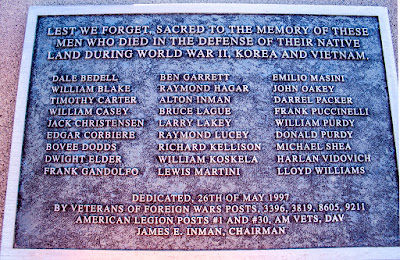 LEST WE FORGET, SACRED TO THE MEMORY OF THESE
MEN WHO DIED IN THE DEFENSE OF THEIR NATIVE
LAND DURING WORLD WAR II, KOREA AND VIETNAM.
DALE BEDELL BEN GARRETT EMILIO MASINI
WILLIAM BLAKE RAYMOND HAGAR JOHN OAKEY
TIMOTHY CARTER ALTON INMAN DARREL PACKER
WILLIAM CASEY BRUCE LAGUE FRANK PUCCINELLI
JACK CHRISTENSEN LARRY LAKEY WILLIAM PURDY
EDGAR CORBIERE RAYMOND LUCEY DONALD PURDY
BOVEE DODDS RICHARD KELLISON MICHAEL SHEA
DWIGHT ELDER WILLIAM KOSKELA HARLAN VIDOVICH
FRANK GANDOLFO LEWIS MARTINI LLOYD WILLIAMS
DEDICATED, 26TH OF MAY 1997
BY VETERANS OF FOREIGN WARS POSTS, 3396, 3819, 8605, 9211
AMERICAN LEGION POSTS #1 AND #30, AM VETS, DAV
JAMES E. INMAN, CHAIRMAN